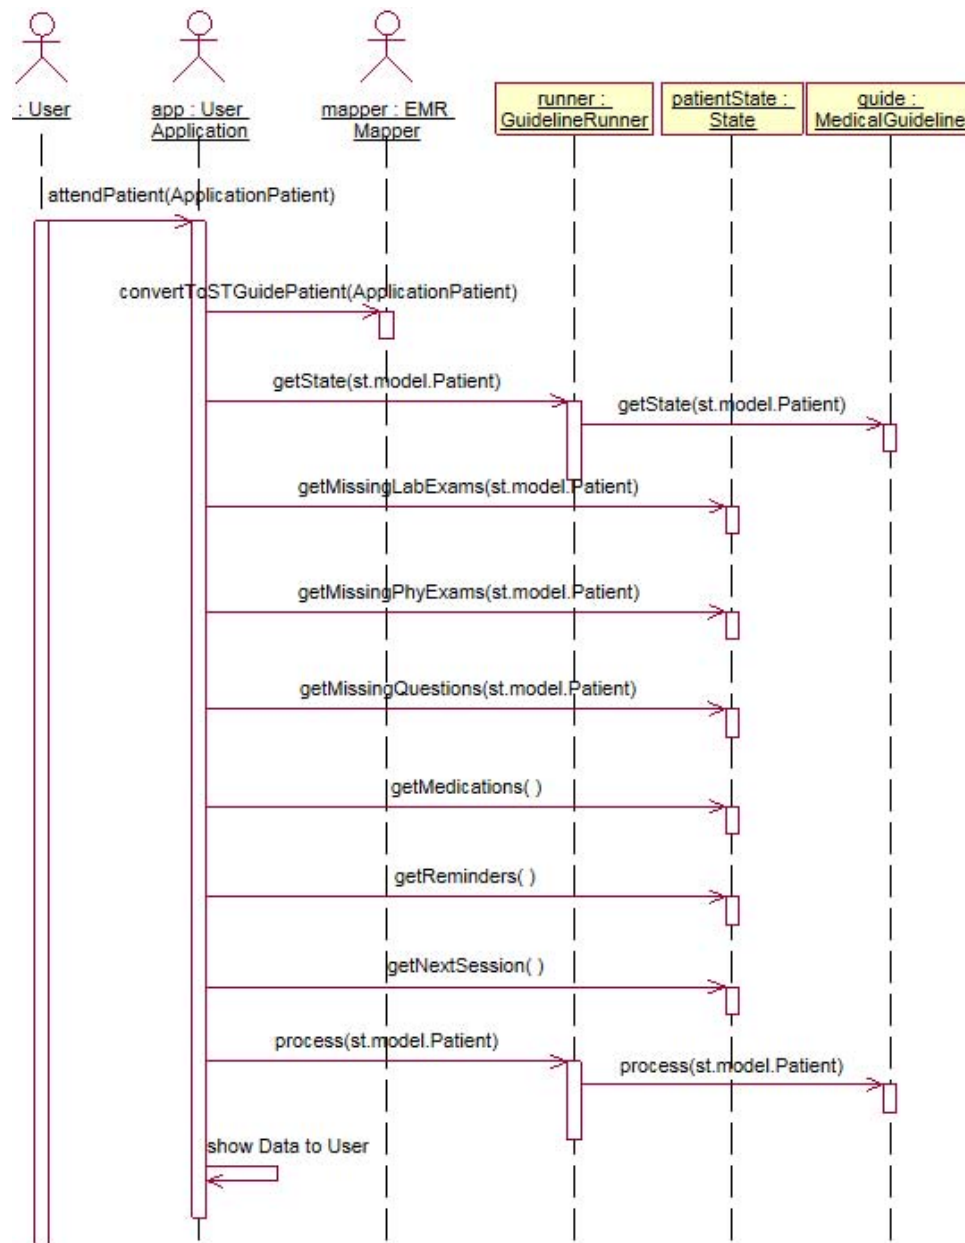 : User
app : User
Application
mapper : EMR
Mapper
runner :
GuidelineRunner
patientState :
State
guide :
MedicalGuideline
attendPatient(ApplicationPatient)
convertToSTGuidePatient(ApplicationPatient)
getState(st.model.Patient)
getState(st.model.Patient)
getMissingLabExams(st.model.Patient)
getMissingPhyExams(st.model.Patient)
getMissingQuestions(st.model.Patient)
getMedications( )
getReminders( )
getNextSession( )
process(st.model.Patient)
process(st.model.Patient)
show Data to User